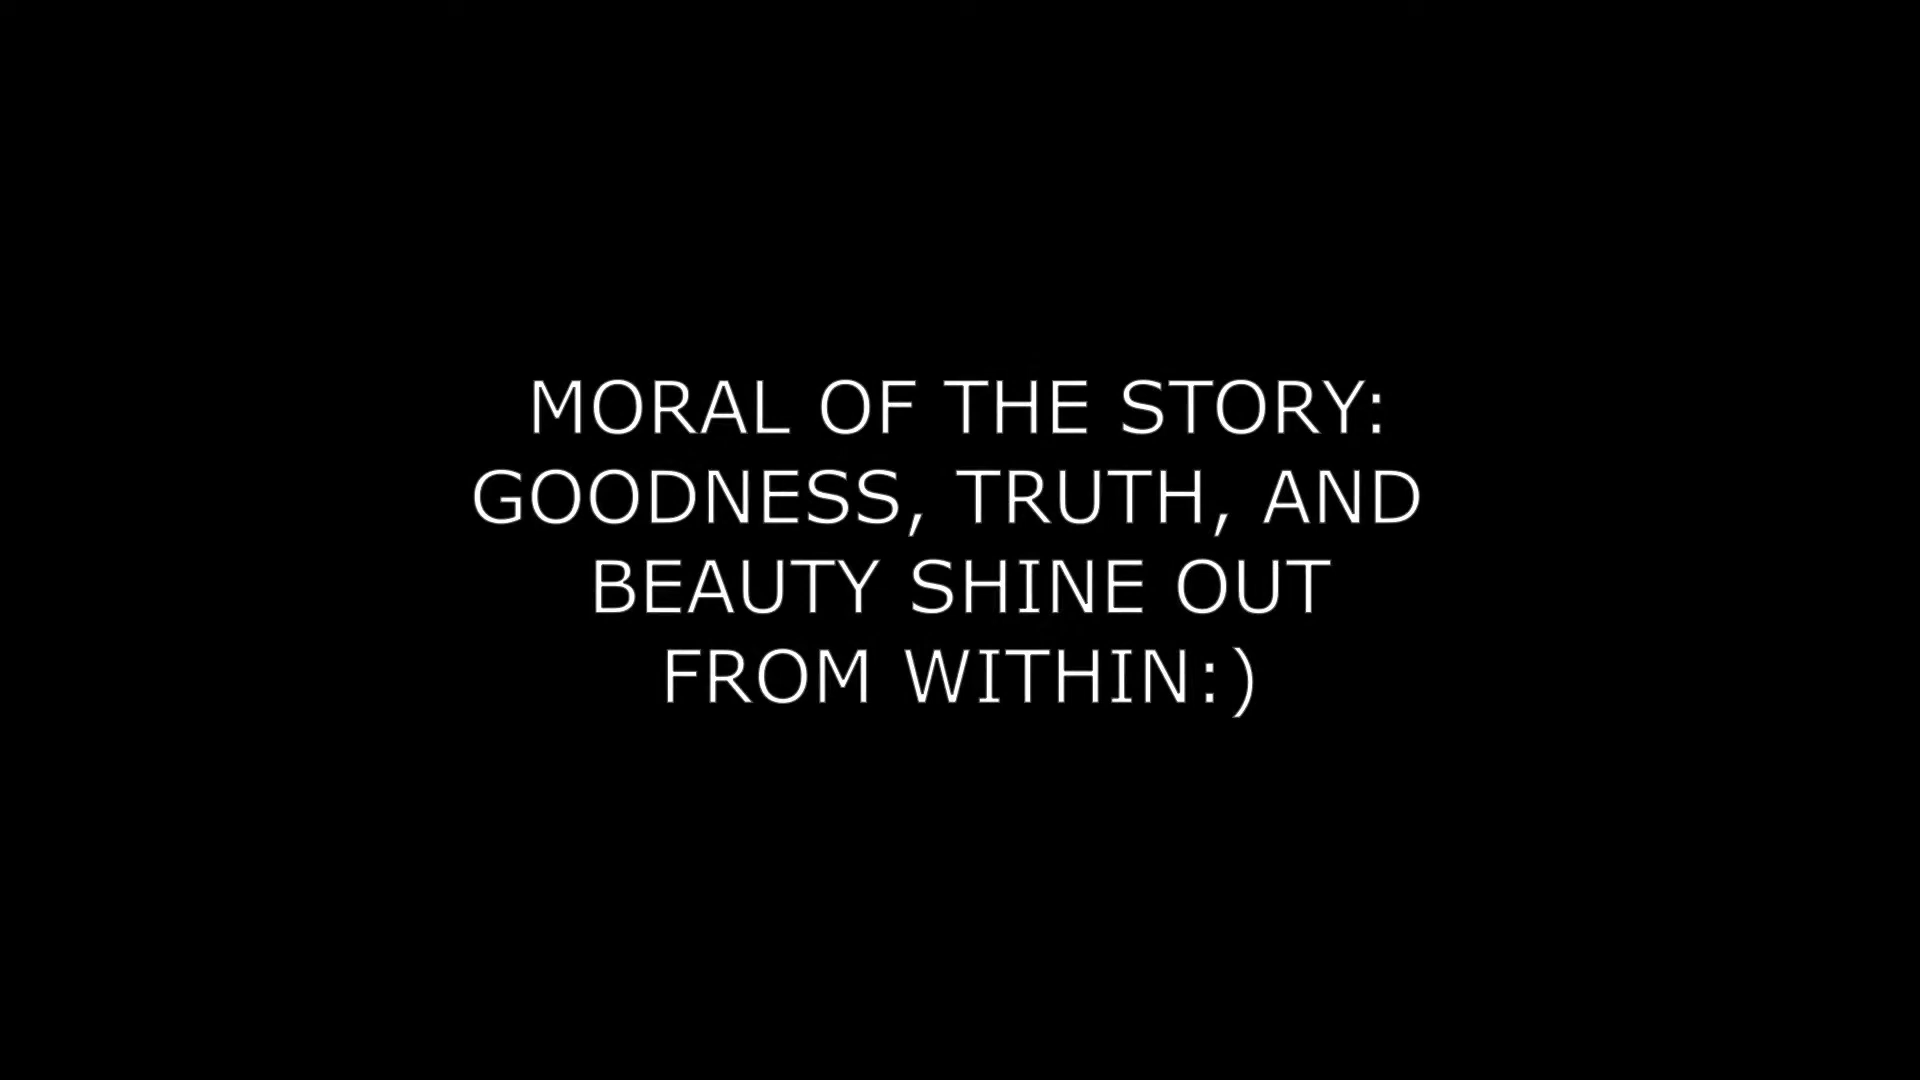 MORAL OF THE STORY:
GOODNESS, TRUTH, AND
BEAUTY SHINE OUT
FROM WITHIN:)